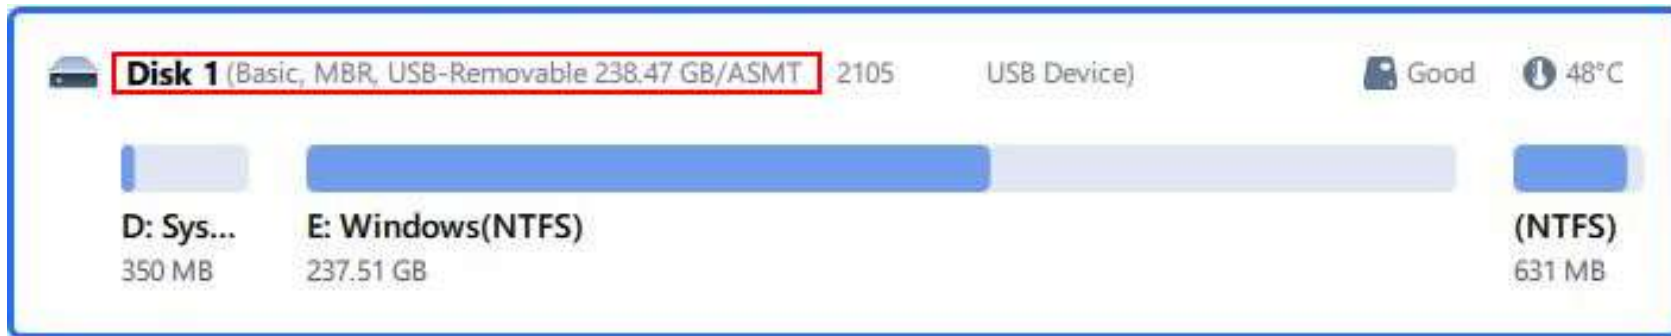 Disk 1 (Basic, MBR, USB-Removable 238.47 GB/ASMT 2105 USB Device) Good 48°C
D: Sys... E: Windows(NTFS) (NTFS)
350 MB 237.51 GB 631 MB